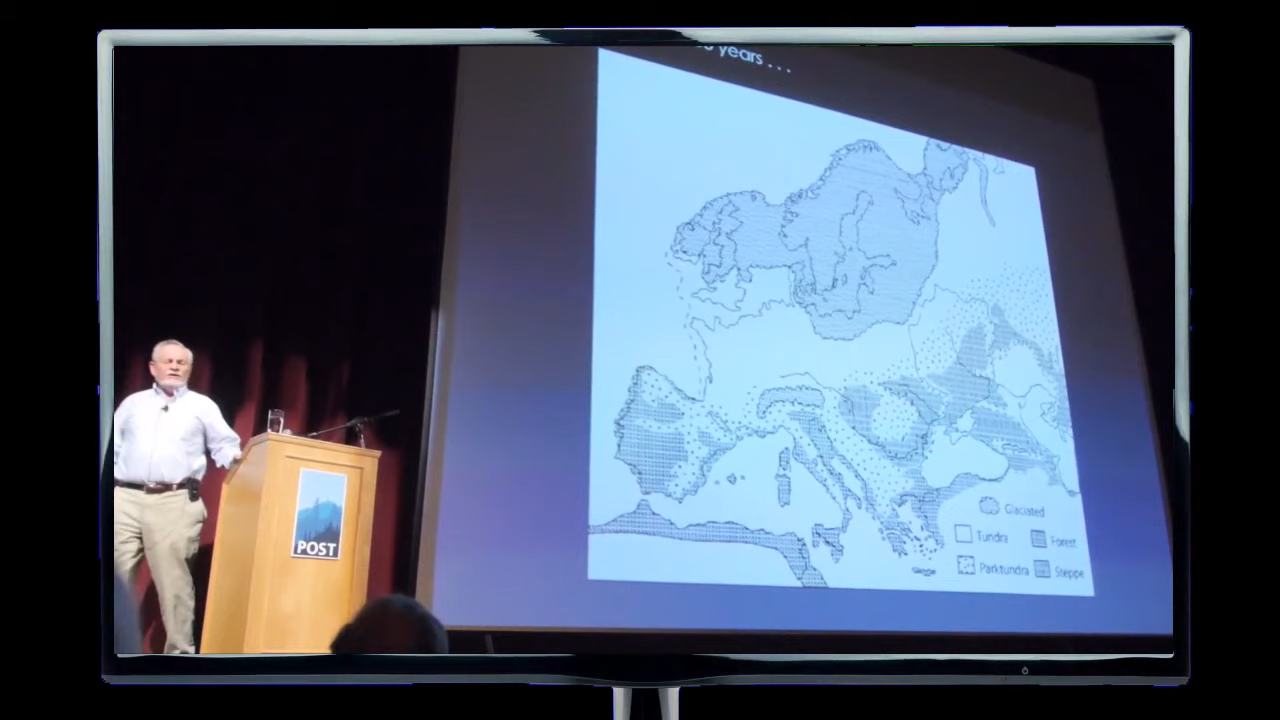 years . . .
Glaciated
Tundra
Forest
Parktundra
Steppe
POST